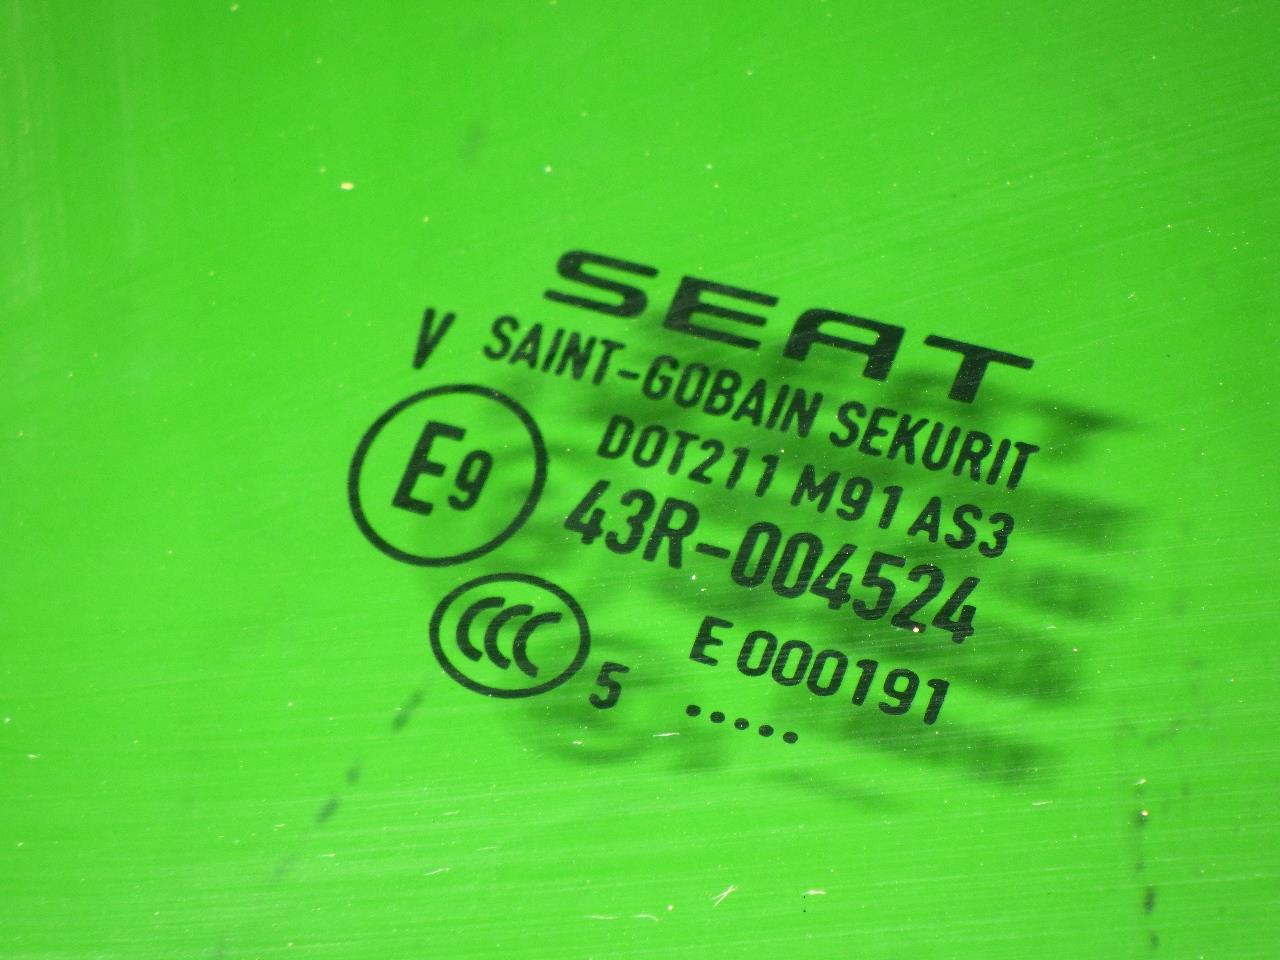 SEAT
V SAINT-GOBAIN SEKURIT
E9 DOT211 M91 AS3
43R-004524
CCC 5 E 000191
.....